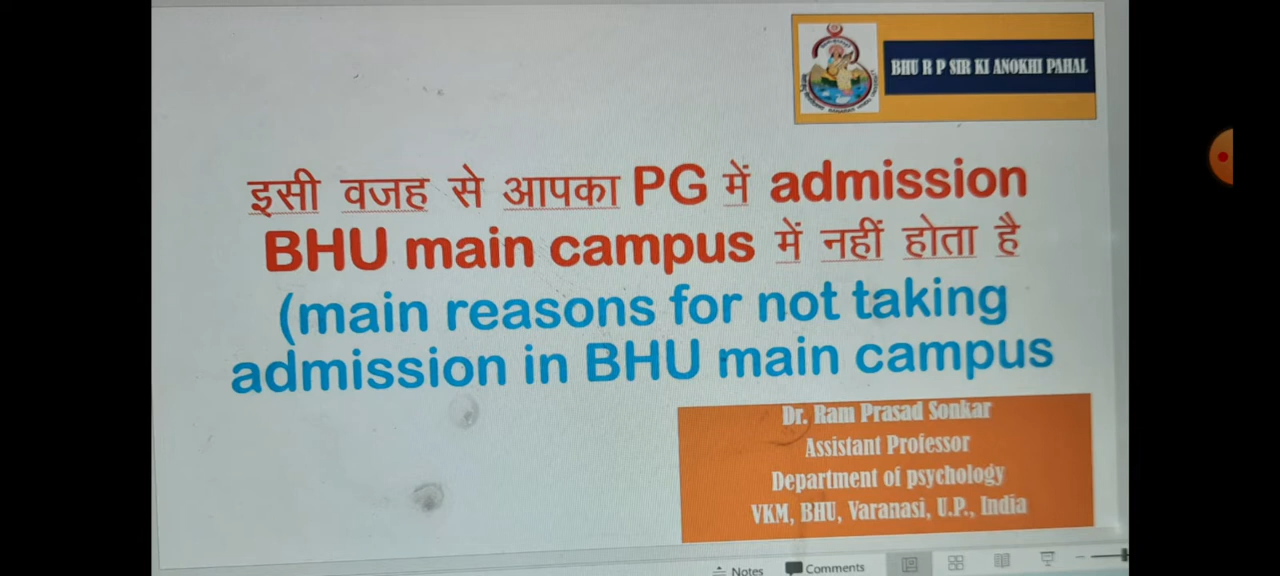 BHU R P SIR KI ANOKHI PAHAL
इसी वजह से आपका PG में admission
BHU main campus में नहीं होता है
(main reasons for not taking
admission in BHU main campus
Dr. Ram Prasad Sonkar
Assistant Professor
Department of psychology
VKM, BHU, Varanasi, U.P., India
Notes Comments